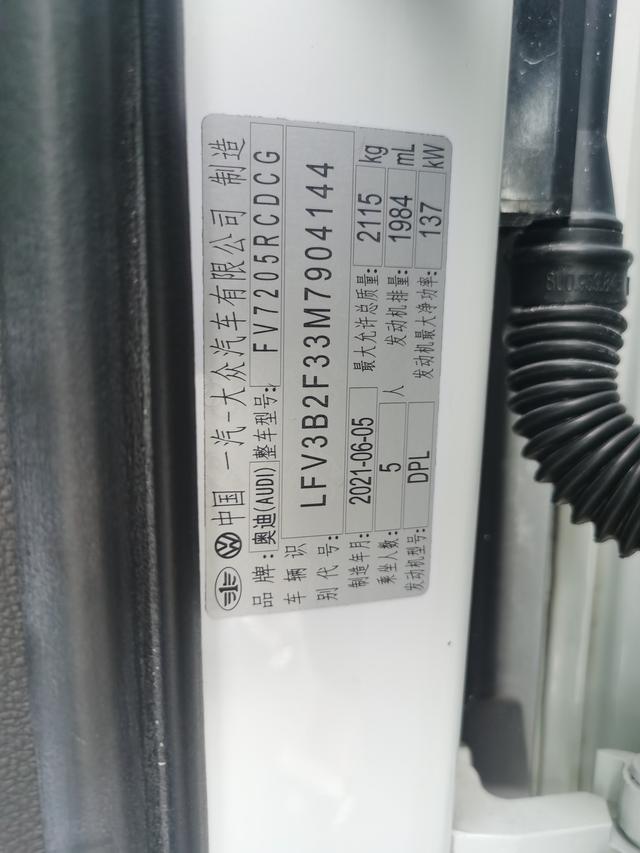 中国 一汽-大众汽车有限公司 制造
品牌: 奥迪(AUDI) 整车型号: FV7205RCDCG
车辆识别代号: LFV3B2F33M7904144
制造年月: 2021-06-05 最大允许总质量: 2115 kg
乘坐人数: 5 人 发动机排量: 1984 mL
发动机型号: DPL 发动机最大净功率: 137 kW